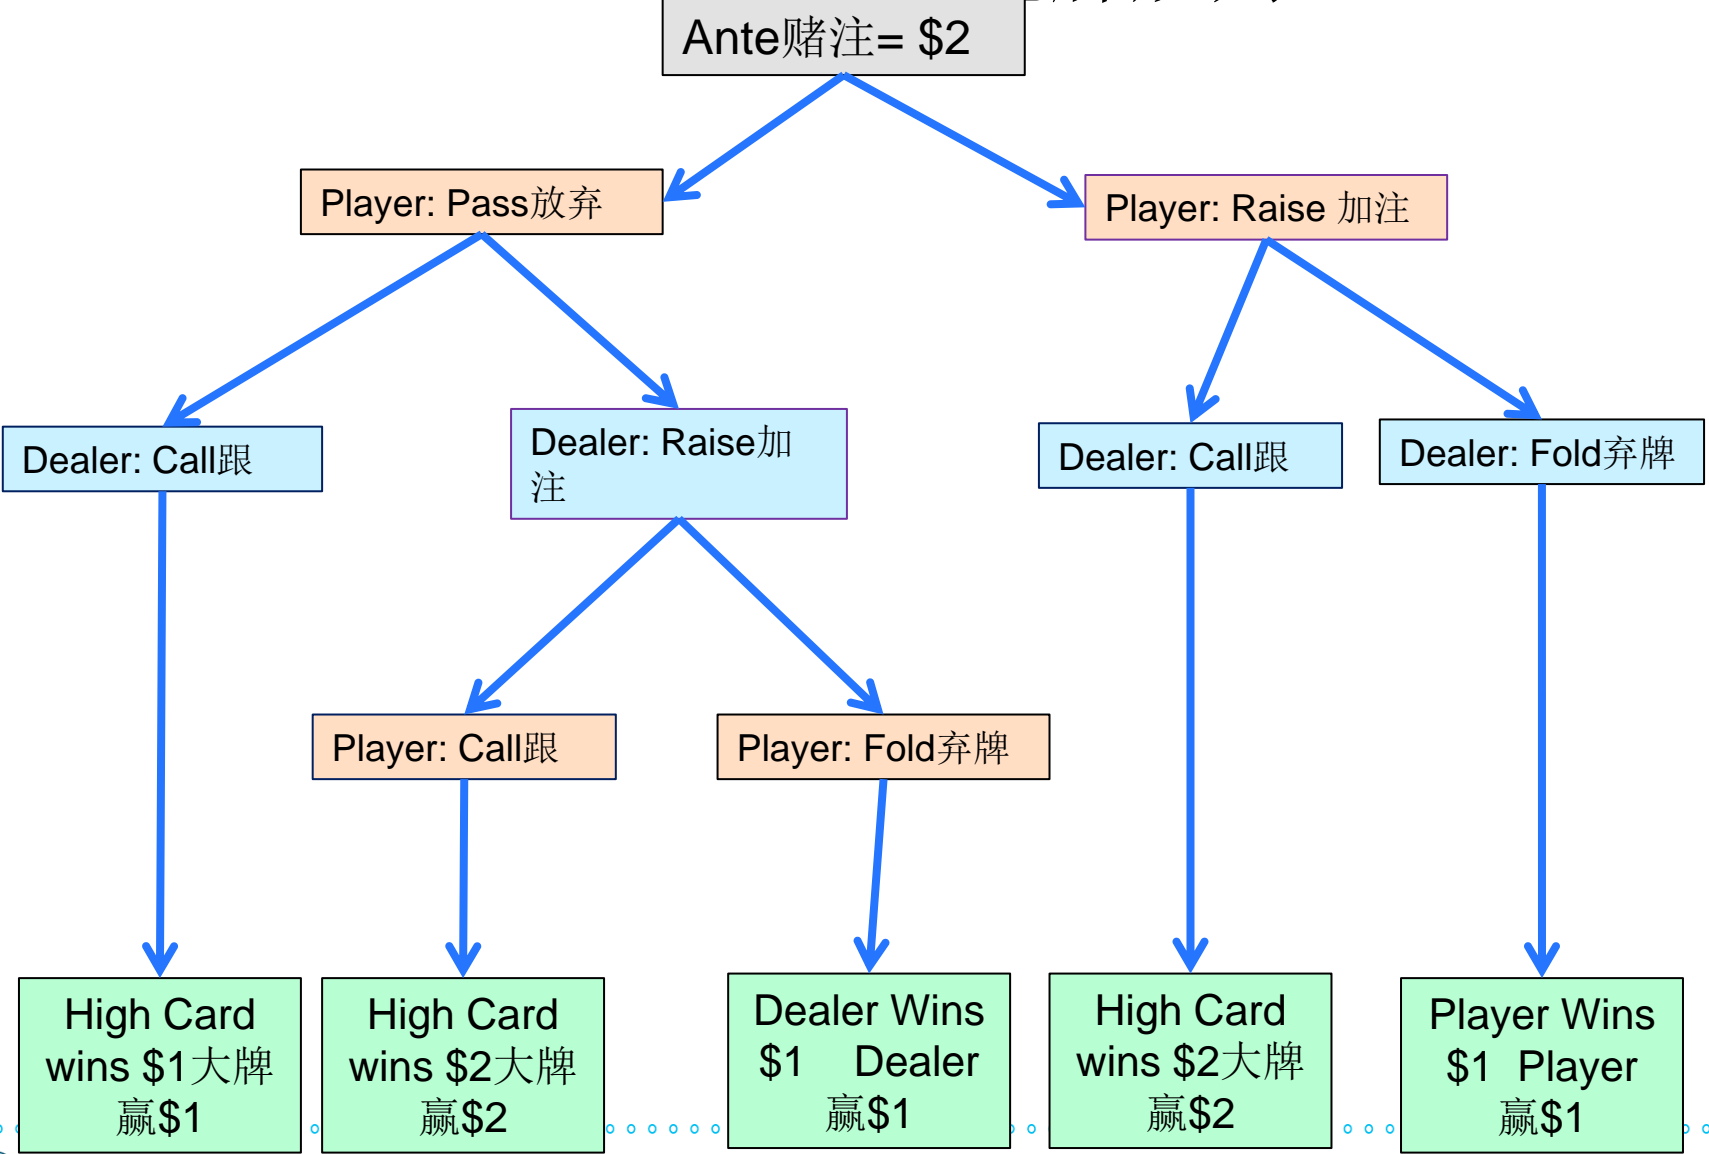 Ante赌注= $2
Player: Pass放弃
Player: Raise 加注
Dealer: Call跟
Dealer: Raise加
注
Dealer: Call跟
Dealer: Fold弃牌
Player: Call跟
Player: Fold弃牌
High Card
wins $1大牌
赢$1
High Card
wins $2大牌
赢$2
Dealer Wins
$1 Dealer
赢$1
High Card
wins $2大牌
赢$2
Player Wins
$1 Player
赢$1